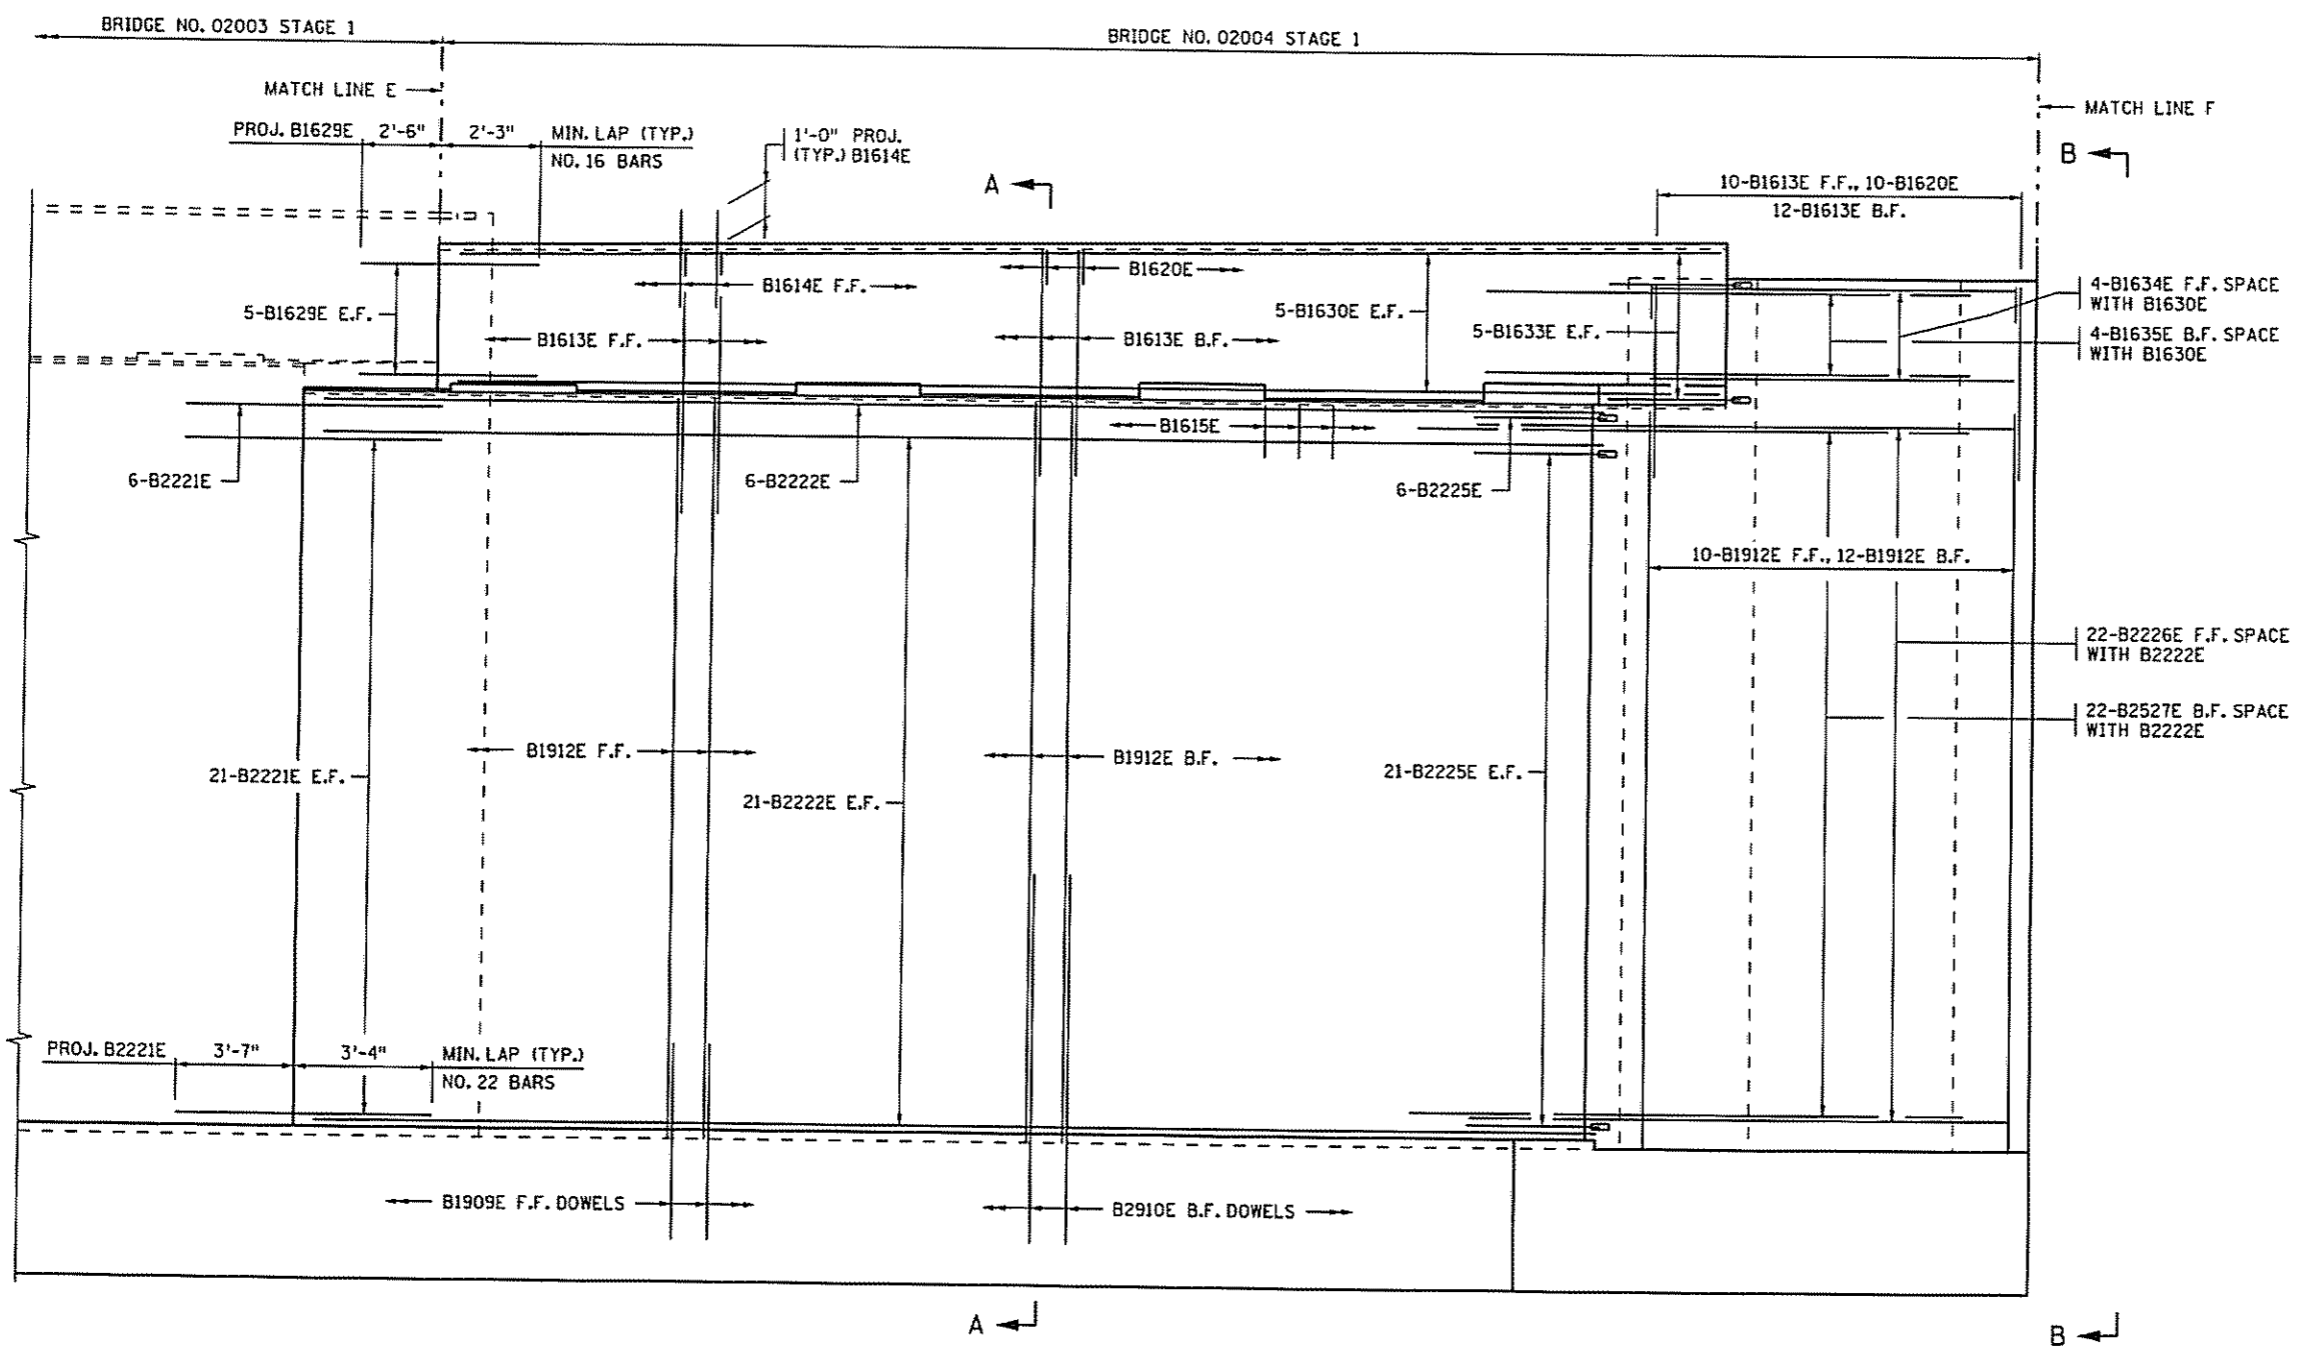 BRIDGE NO. 02003 STAGE 1
BRIDGE NO. 02004 STAGE 1
MATCH LINE E
MATCH LINE F
PROJ. B1629E
2'-6"
2'-3"
MIN. LAP (TYP.)
NO. 16 BARS
1'-0" PROJ.
(TYP.) B1614E
A
B
10-B1613E F.F., 10-B1620E
12-B1613E B.F.
B1620E
B1614E F.F.
5-B1629E E.F.
5-B1630E E.F.
5-B1633E E.F.
4-B1634E F.F. SPACE
WITH B1630E
4-B1635E B.F. SPACE
WITH B1630E
B1613E F.F.
B1613E B.F.
B1615E
6-B2221E
6-B2222E
6-B2225E
10-B1912E F.F., 12-B1912E B.F.
22-B2226E F.F. SPACE
WITH B2222E
22-B2527E B.F. SPACE
WITH B2222E
B1912E F.F.
B1912E B.F.
21-B2221E E.F.
21-B2222E E.F.
21-B2225E E.F.
PROJ. B2221E
3'-7"
3'-4"
MIN. LAP (TYP.)
NO. 22 BARS
B1909E F.F. DOWELS
B2910E B.F. DOWELS
A
B